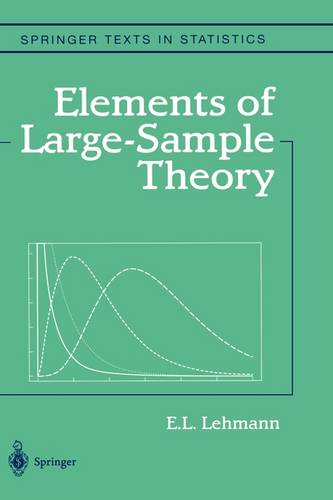 SPRINGER TEXTS IN STATISTICS
Elements of
Large-Sample
Theory
E.L. Lehmann
Springer